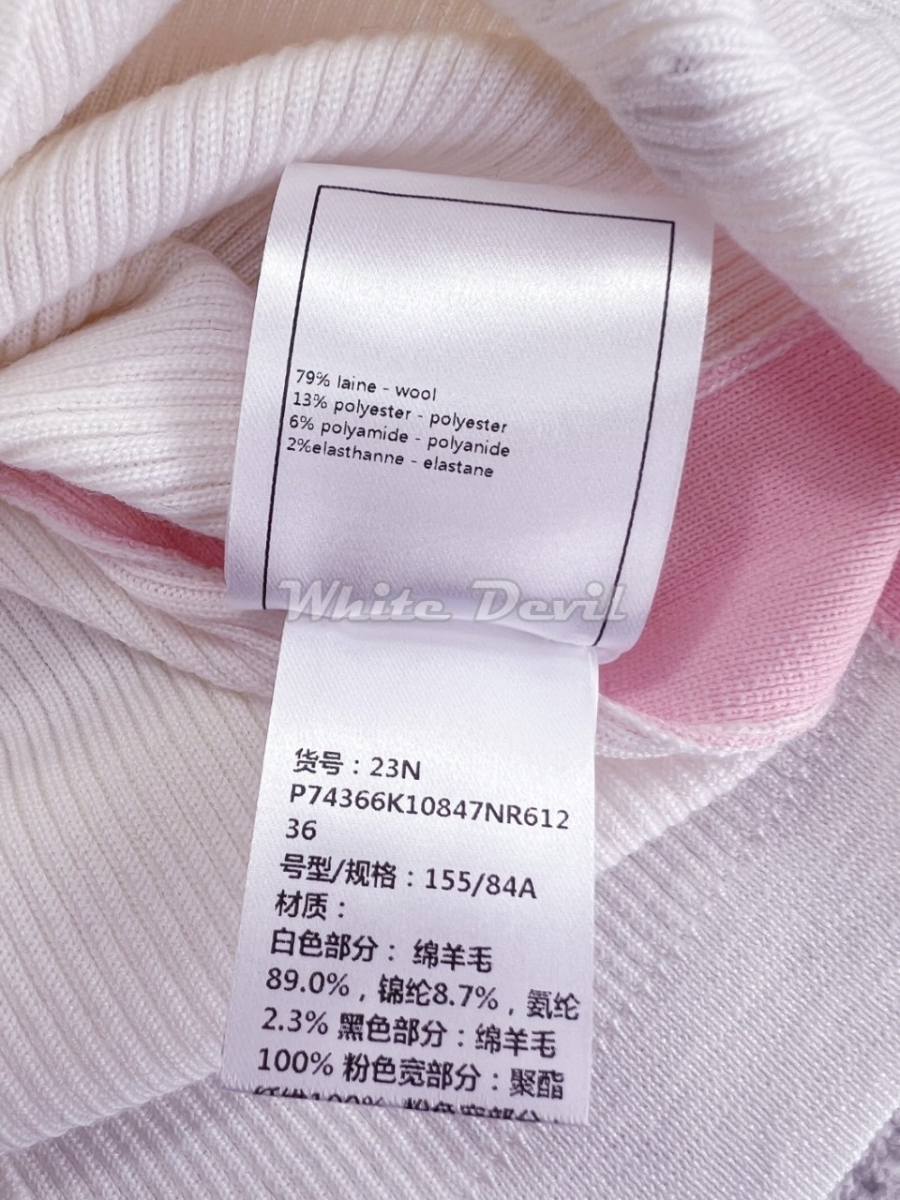 79% laine - wool
13% polyester - polyester
6% polyamide - polyanide
2%elasthanne - elastane
White Devil
货号：23N
P74366K10847NR612
36
号型/规格：155/84A
材质：
白色部分： 绵羊毛
89.0%，锦纶8.7%，氨纶
2.3% 黑色部分：绵羊毛
100% 粉色宽部分：聚酯